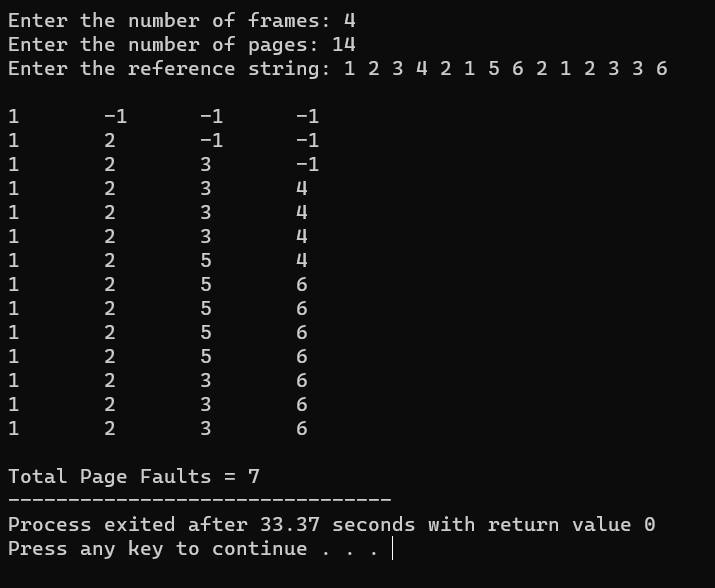 Enter the number of frames: 4
Enter the number of pages: 14
Enter the reference string: 1 2 3 4 2 1 5 6 2 1 2 3 3 6
1 -1 -1 -1
1 2 -1 -1
1 2 3 -1
1 2 3 4
1 2 3 4
1 2 3 4
1 2 5 4
1 2 5 6
1 2 5 6
1 2 5 6
1 2 5 6
1 2 3 6
1 2 3 6
1 2 3 6
Total Page Faults = 7
--------------------------------
Process exited after 33.37 seconds with return value 0
Press any key to continue . . .